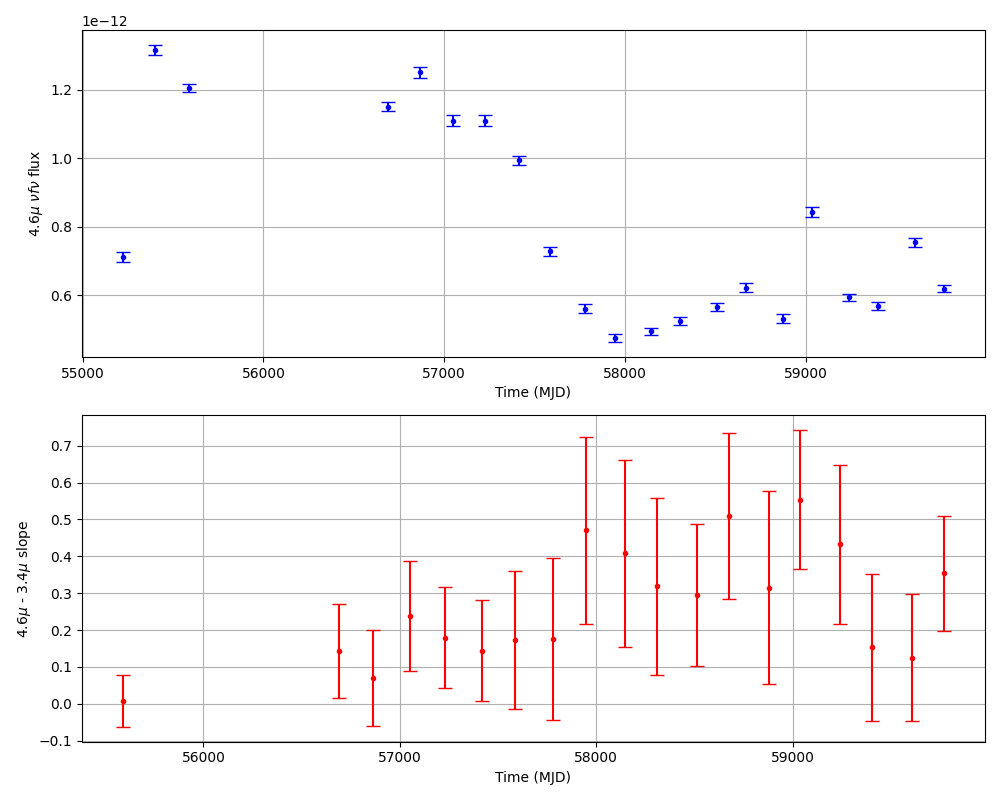 1e−12
1.2
1.0
0.8
0.6
4.6μ νfν flux
55000 56000 57000 58000 59000
Time (MJD)
0.7
0.6
0.5
0.4
0.3
0.2
0.1
0.0
−0.1
4.6μ - 3.4μ slope
56000 57000 58000 59000
Time (MJD)